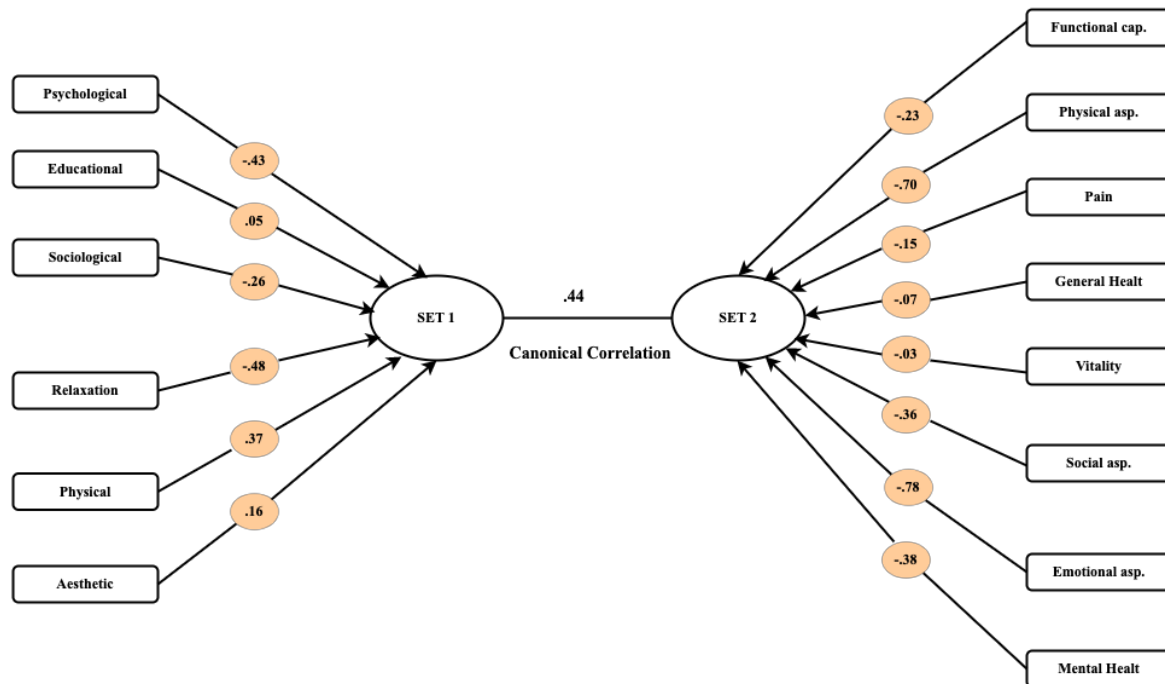 Psychological
Educational
Sociological
Relaxation
Physical
Aesthetic
-.43
.05
-.26
-.48
.37
.16
SET 1
.44
Canonical Correlation
SET 2
-.23
-.70
-.15
-.07
-.03
-.36
-.78
-.38
Functional cap.
Physical asp.
Pain
General Healt
Vitality
Social asp.
Emotional asp.
Mental Healt